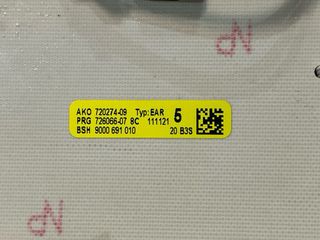 AKO 720274-09 Typ:EAR 5
PRG 726066-07 8C 111121
BSH 9000 691 010 20 B3S